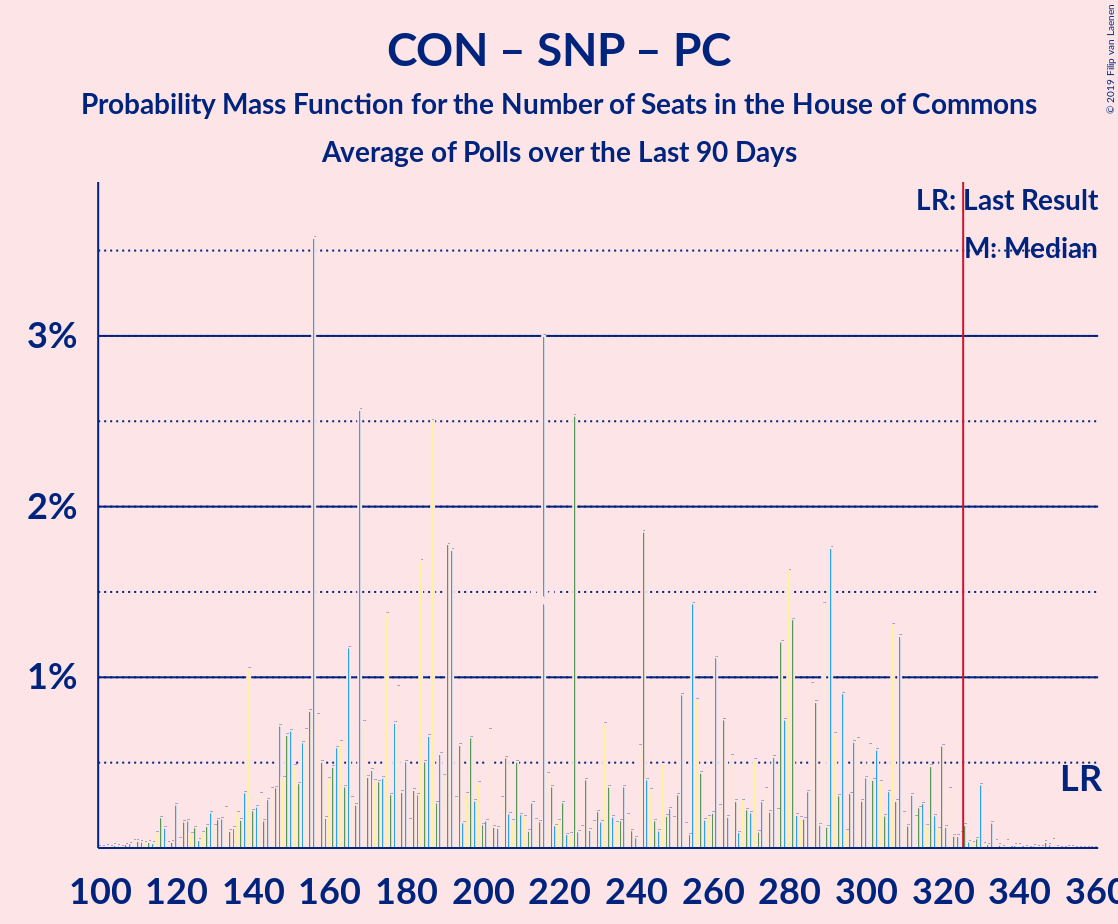 CON – SNP – PC
Probability Mass Function for the Number of Seats in the House of Commons
Average of Polls over the Last 90 Days
© 2019 Filip van Laenen
LR: Last Result
M: Median
3%
2%
1%
LR
100 120 140 160 180 200 220 240 260 280 300 320 340 360